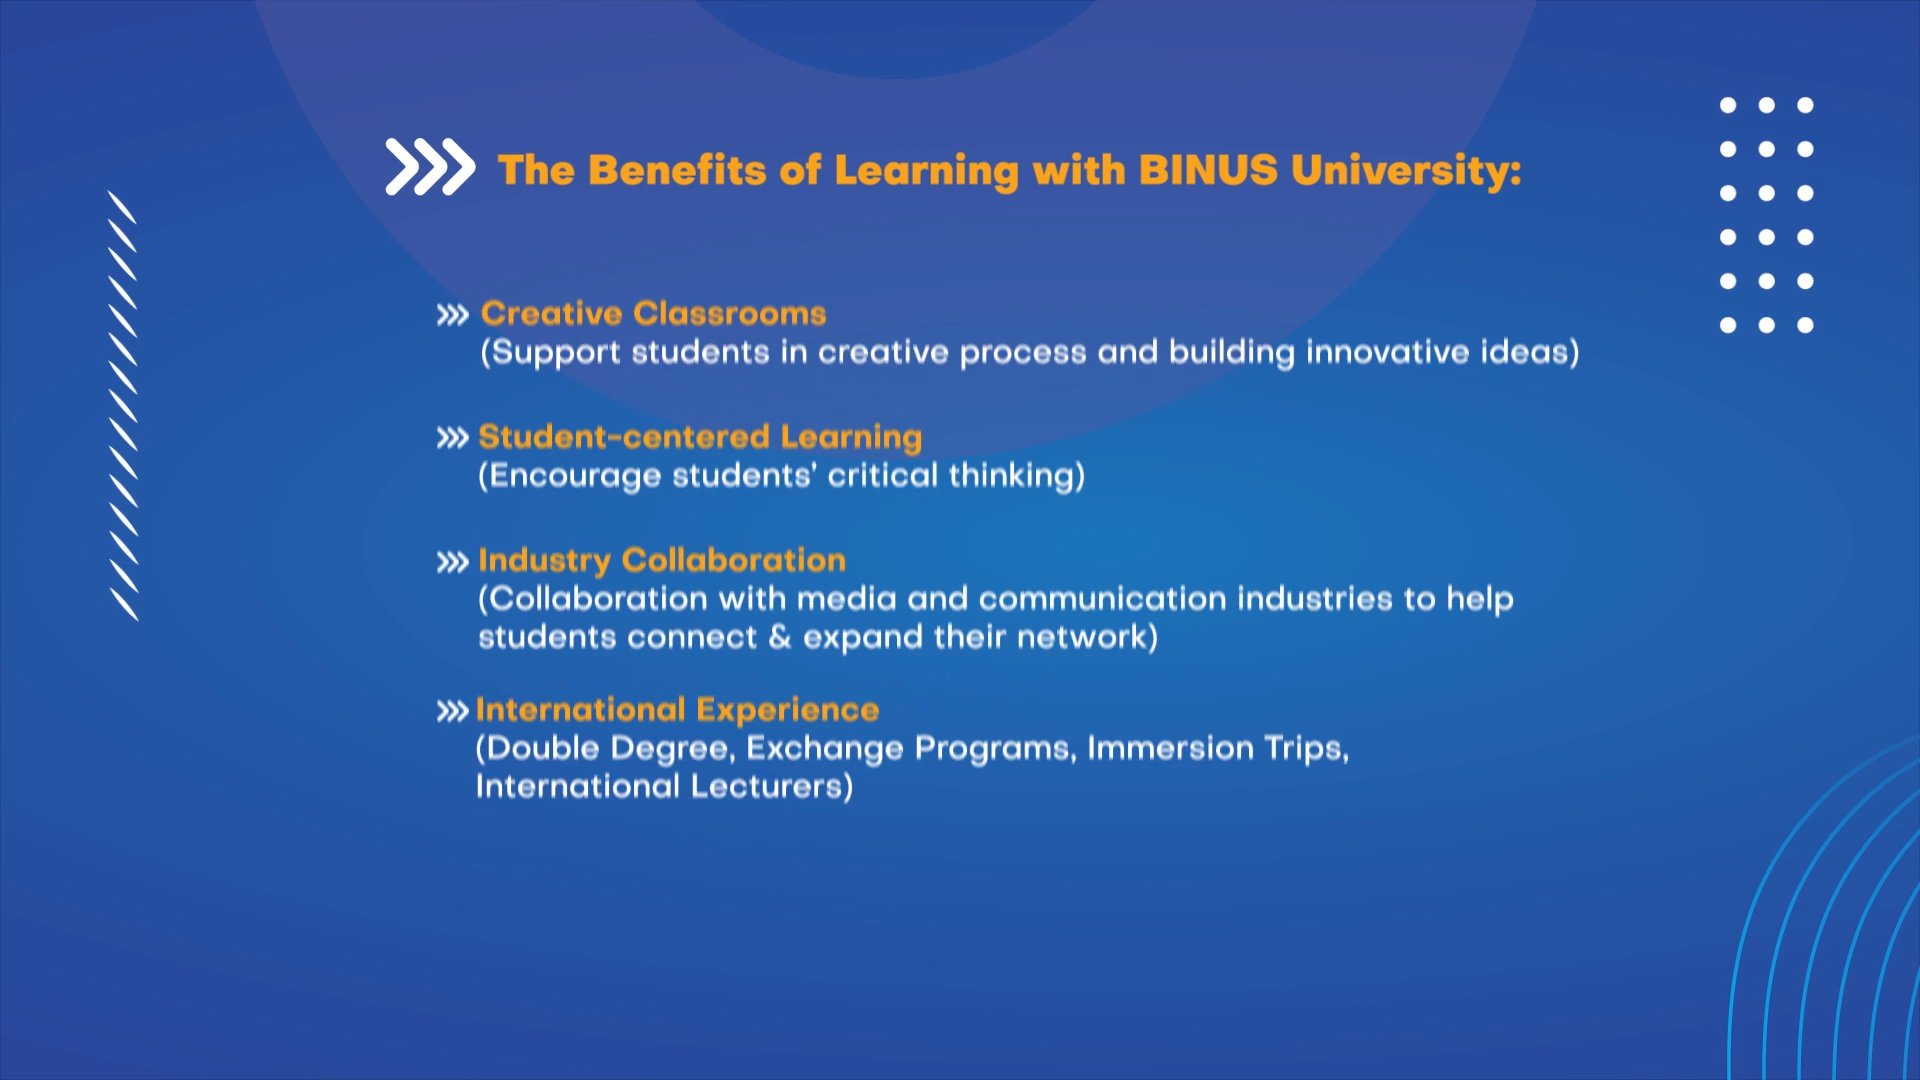 The Benefits of Learning with BINUS University:
Creative Classrooms
(Support students in creative process and building innovative ideas)
Student-centered Learning
(Encourage students’ critical thinking)
Industry Collaboration
(Collaboration with media and communication industries to help
students connect & expand their network)
International Experience
(Double Degree, Exchange Programs, Immersion Trips,
International Lecturers)